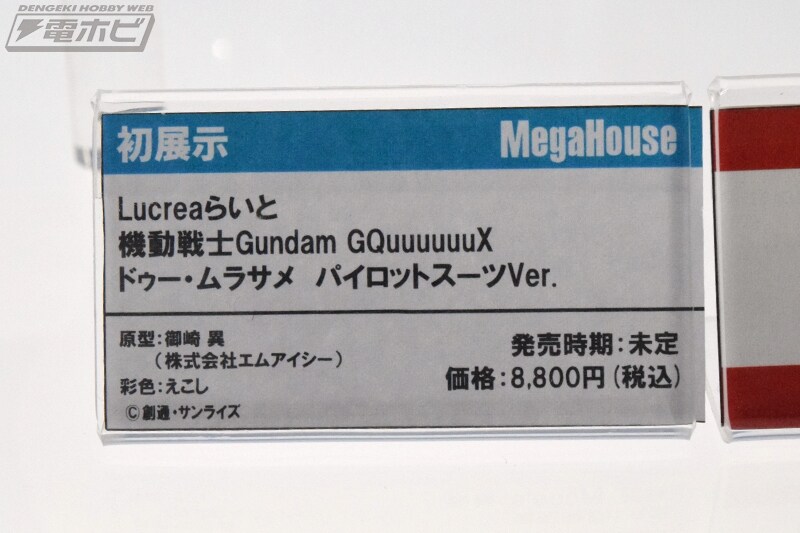 DENGEKI HOBBY WEB
電ホビ
初展示 MegaHouse
Lucreaらいと
機動戦士Gundam GQuuuuuuX
ドゥー・ムラサメ パイロットスーツVer.
原型:御崎 異
(株式会社エムアイシー)
彩色:えこし
©創通・サンライズ
発売時期:未定
価格:8,800円(税込)